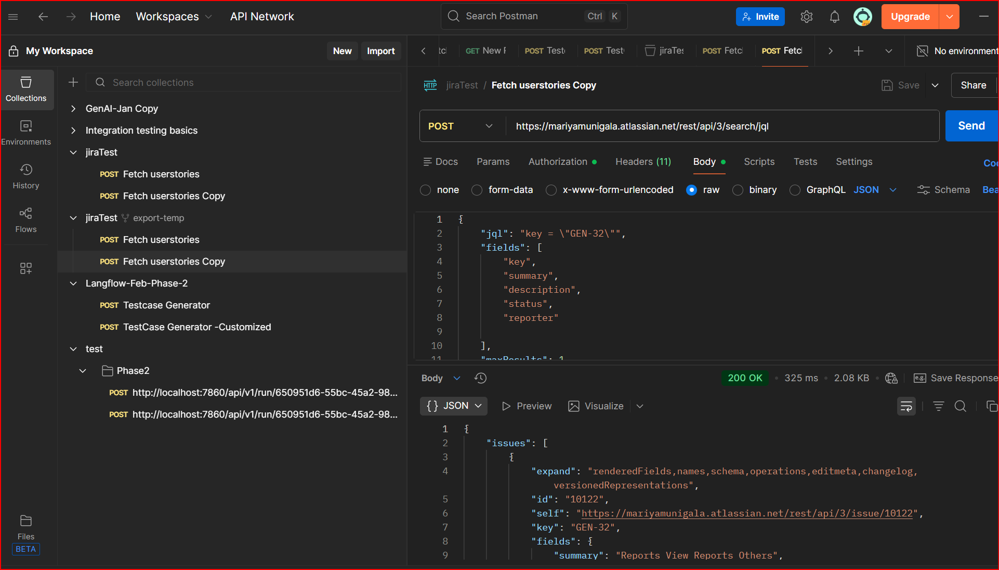 Home Workspaces API Network Search Postman Ctrl K Invite Upgrade
My Workspace New Import
GET New POST POST POST POST No environment
Collections
Search collections
GenAI-Jan Copy
Integration testing basics
jiraTest
POST Fetch userstories
POST Fetch userstories Copy
jiraTest export-temp
POST Fetch userstories
POST Fetch userstories Copy
Langflow-Feb-Phase-2
POST Testcase Generator
POST TestCase Generator -Customized
test
Phase2
POST http://localhost:7860/api/v1/run/650951d6-55bc-45a2-98...
POST http://localhost:7860/api/v1/run/650951d6-55bc-45a2-98...
Environments
History
Flows
Files
BETA
HTTP jiraTest / Fetch userstories Copy Save Share
POST https://mariyamunigala.atlassian.net/rest/api/3/search/jql Send
Docs Params Authorization Headers (11) Body Scripts Tests Settings
none form-data x-www-form-urlencoded raw binary GraphQL JSON Schema
1 {
2 "jql": "key = \"GEN-32\"",
3 "fields": [
4 "key",
5 "summary",
6 "description",
7 "status",
8 "reporter"
9
10 ],
11 "maxResults": 1
Body 200 OK • 325 ms • 2.08 KB • e.g. Save Response
{} JSON Preview Visualize
1 {
2 "issues": [
3 {
4 "expand": "renderedFields,names,schema,operations,editmeta,changelog,
versionedRepresentations",
5 "id": "10122",
6 "self": "https://mariyamunigala.atlassian.net/rest/api/3/issue/10122",
7 "key": "GEN-32",
8 "fields": {
9 "summary": "Reports View Reports Others",